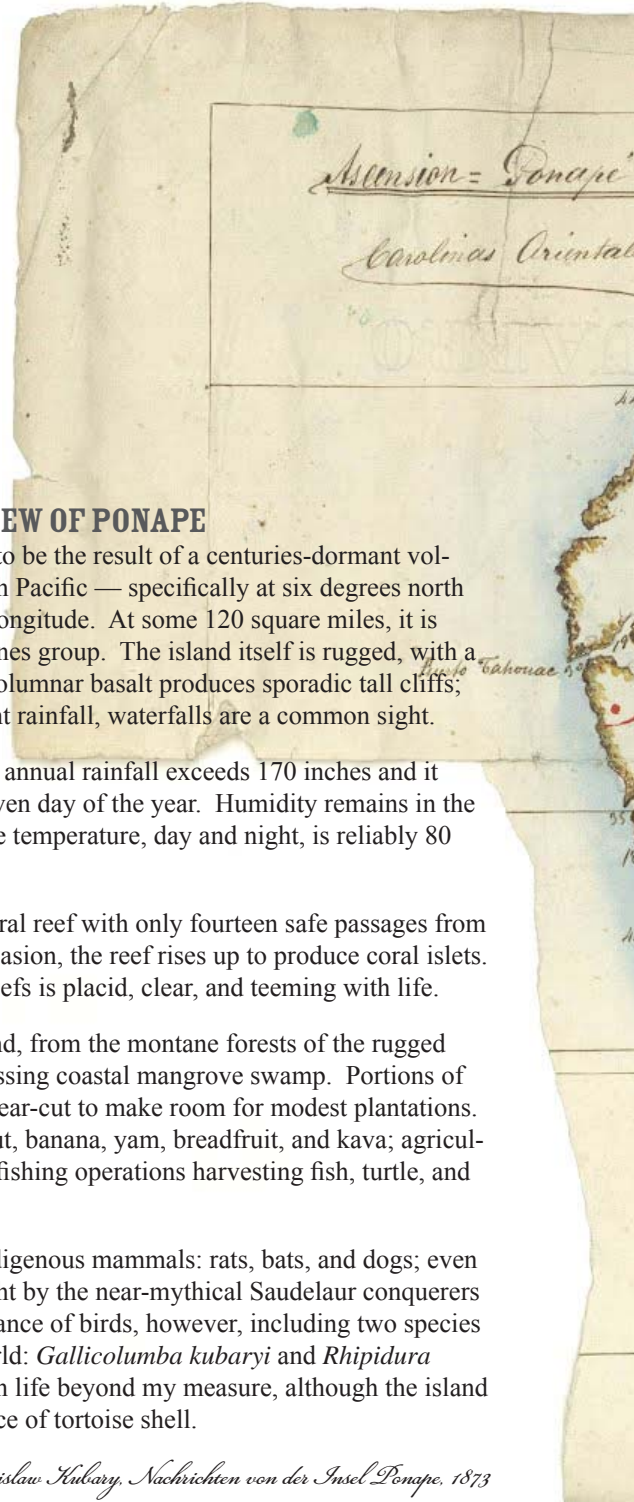 Ascension = Ponape
Carolinas Oriental
EW OF PONAPE
to be the result of a centuries-dormant vol-
n Pacific — specifically at six degrees north
ongitude. At some 120 square miles, it is
nes group. The island itself is rugged, with a
olumnar basalt produces sporadic tall cliffs;
nt rainfall, waterfalls are a common sight.
annual rainfall exceeds 170 inches and it
ven day of the year. Humidity remains in the
e temperature, day and night, is reliably 80
ral reef with only fourteen safe passages from
asion, the reef rises up to produce coral islets.
efs is placid, clear, and teeming with life.
nd, from the montane forests of the rugged
ssing coastal mangrove swamp. Portions of
ear-cut to make room for modest plantations.
ut, banana, yam, breadfruit, and kava; agricul-
fishing operations harvesting fish, turtle, and
digenous mammals: rats, bats, and dogs; even
nt by the near-mythical Saudelaur conquerers
ance of birds, however, including two species
rld: Gallicolumba kubaryi and Rhipidura
n life beyond my measure, although the island
ce of tortoise shell.
islaw Kubary, Nachrichten von der Insel Ponape, 1873
Tahouac